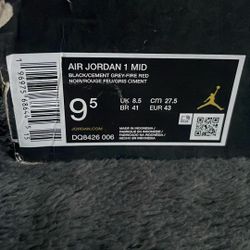 AIR JORDAN 1 MID
BLACK/CEMENT GREY-FIRE RED
NOIR/ROUGE FEU/GRIS CIMENT
9.5
UK 8.5
CM 27.5
BR 41
EUR 43
JORDAN.COM
DQ8426 006
MADE IN INDONESIA